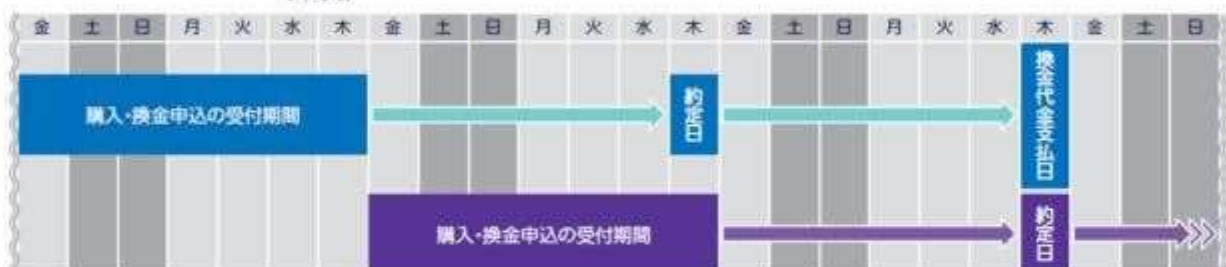 金 土 日 月 火 水 木 金 土 日 月 火 水 木 金 土 日 月 火 水 木 金 土 日
購入・換金申込の受付期間
約定日
換金代金支払日
購入・換金申込の受付期間
約定日